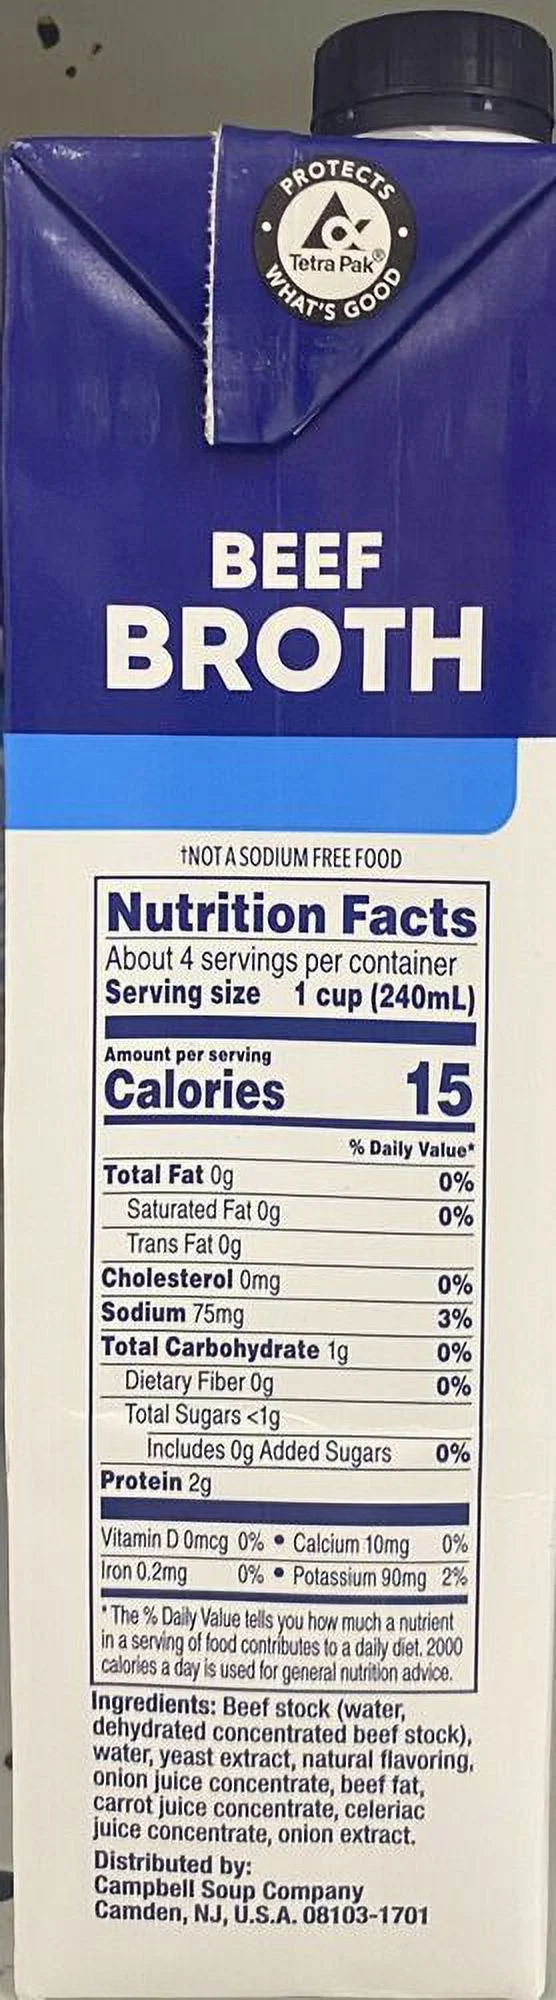 PROTECTS
Tetra Pak®
WHAT'S GOOD
BEEF
BROTH
†NOT A SODIUM FREE FOOD
Nutrition Facts
About 4 servings per container
Serving size 1 cup (240mL)
Amount per serving
Calories 15
% Daily Value*
Total Fat 0g 0%
Saturated Fat 0g 0%
Trans Fat 0g
Cholesterol 0mg 0%
Sodium 75mg 3%
Total Carbohydrate 1g 0%
Dietary Fiber 0g 0%
Total Sugars <1g
Includes 0g Added Sugars 0%
Protein 2g
Vitamin D 0mcg 0% • Calcium 10mg 0%
Iron 0.2mg 0% • Potassium 90mg 2%
*The % Daily Value tells you how much a nutrient
in a serving of food contributes to a daily diet. 2000
calories a day is used for general nutrition advice.
Ingredients: Beef stock (water,
dehydrated concentrated beef stock),
water, yeast extract, natural flavoring,
onion juice concentrate, beef fat,
carrot juice concentrate, celeriac
juice concentrate, onion extract.
Distributed by:
Campbell Soup Company
Camden, NJ, U.S.A. 08103-1701